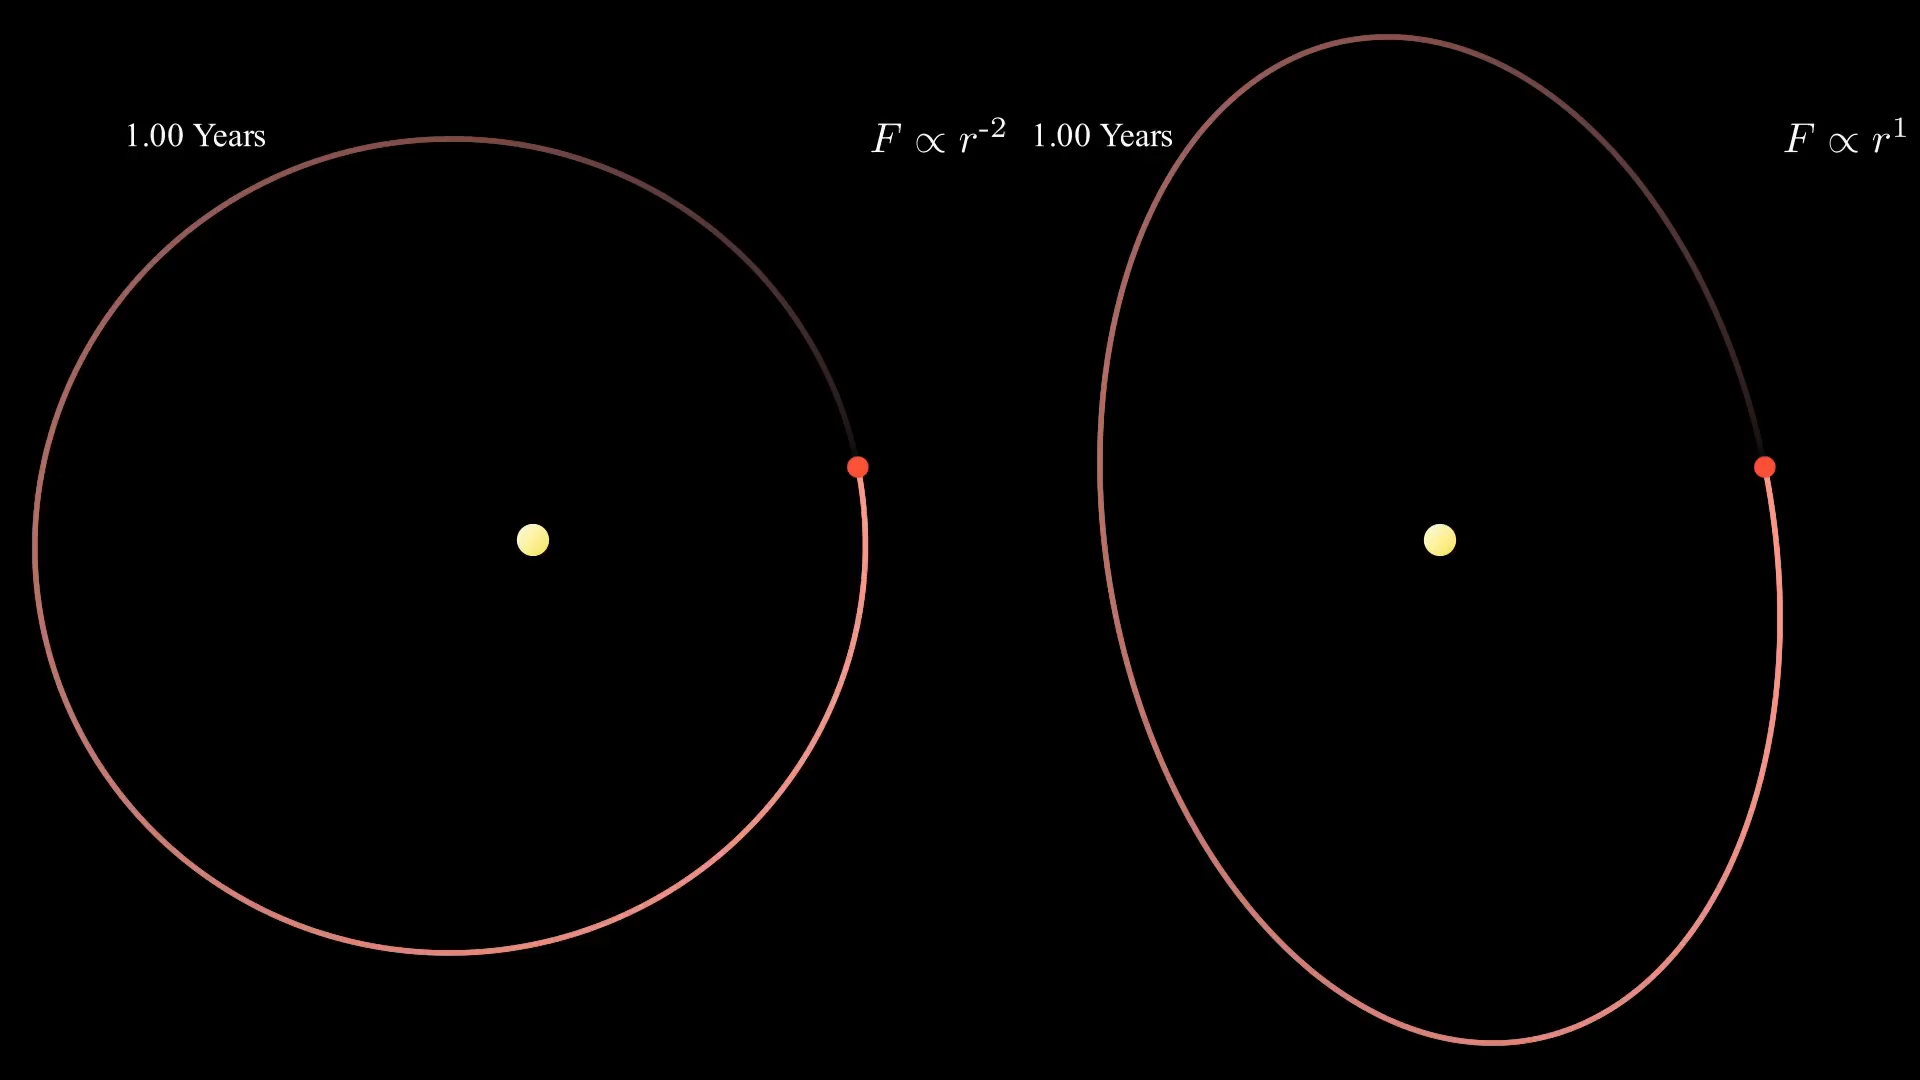 1.00 Years
F ∝ r⁻²
1.00 Years
F ∝ r¹